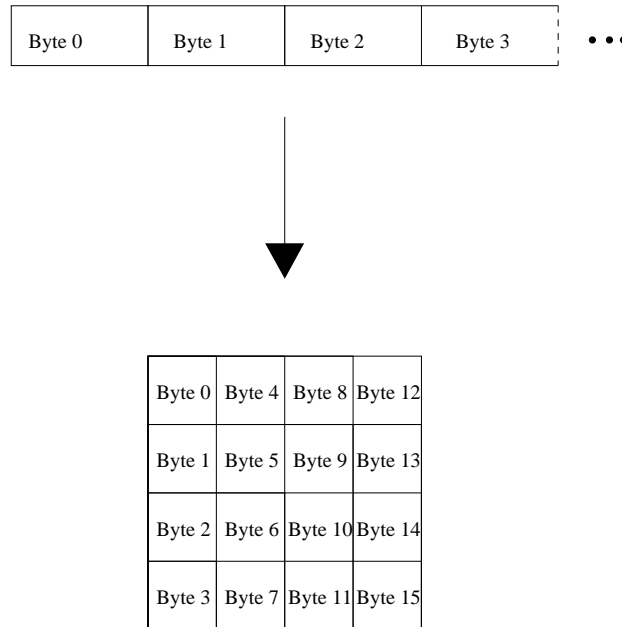 Byte 0 Byte 1 Byte 2 Byte 3 •••
Byte 0 Byte 4 Byte 8 Byte 12
Byte 1 Byte 5 Byte 9 Byte 13
Byte 2 Byte 6 Byte 10 Byte 14
Byte 3 Byte 7 Byte 11 Byte 15